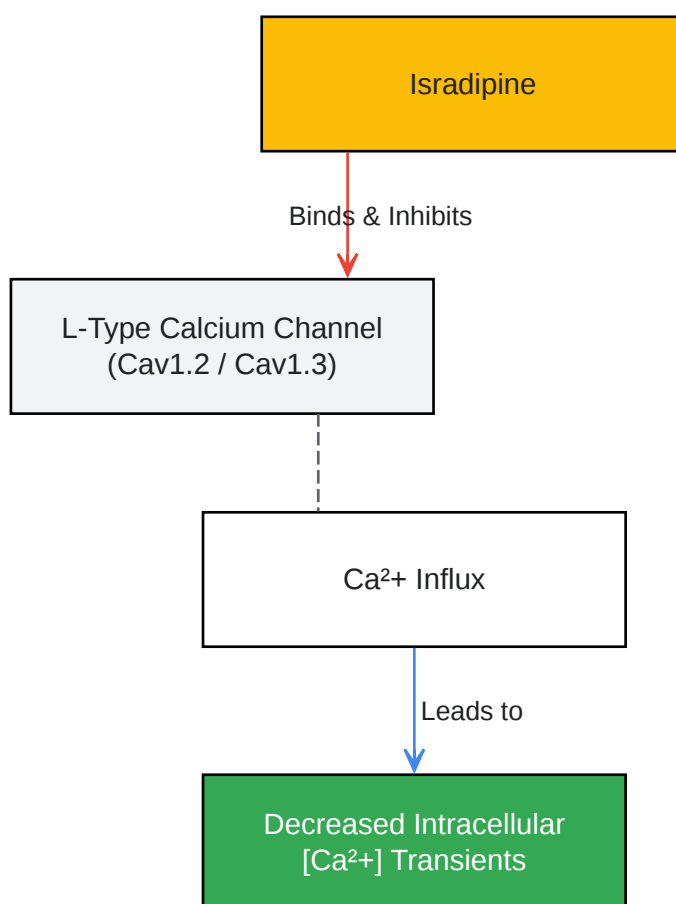 Isradipine
Binds & Inhibits
L-Type Calcium Channel
(Cav1.2 / Cav1.3)
Ca²+ Influx
Leads to
Decreased Intracellular
[Ca²+] Transients